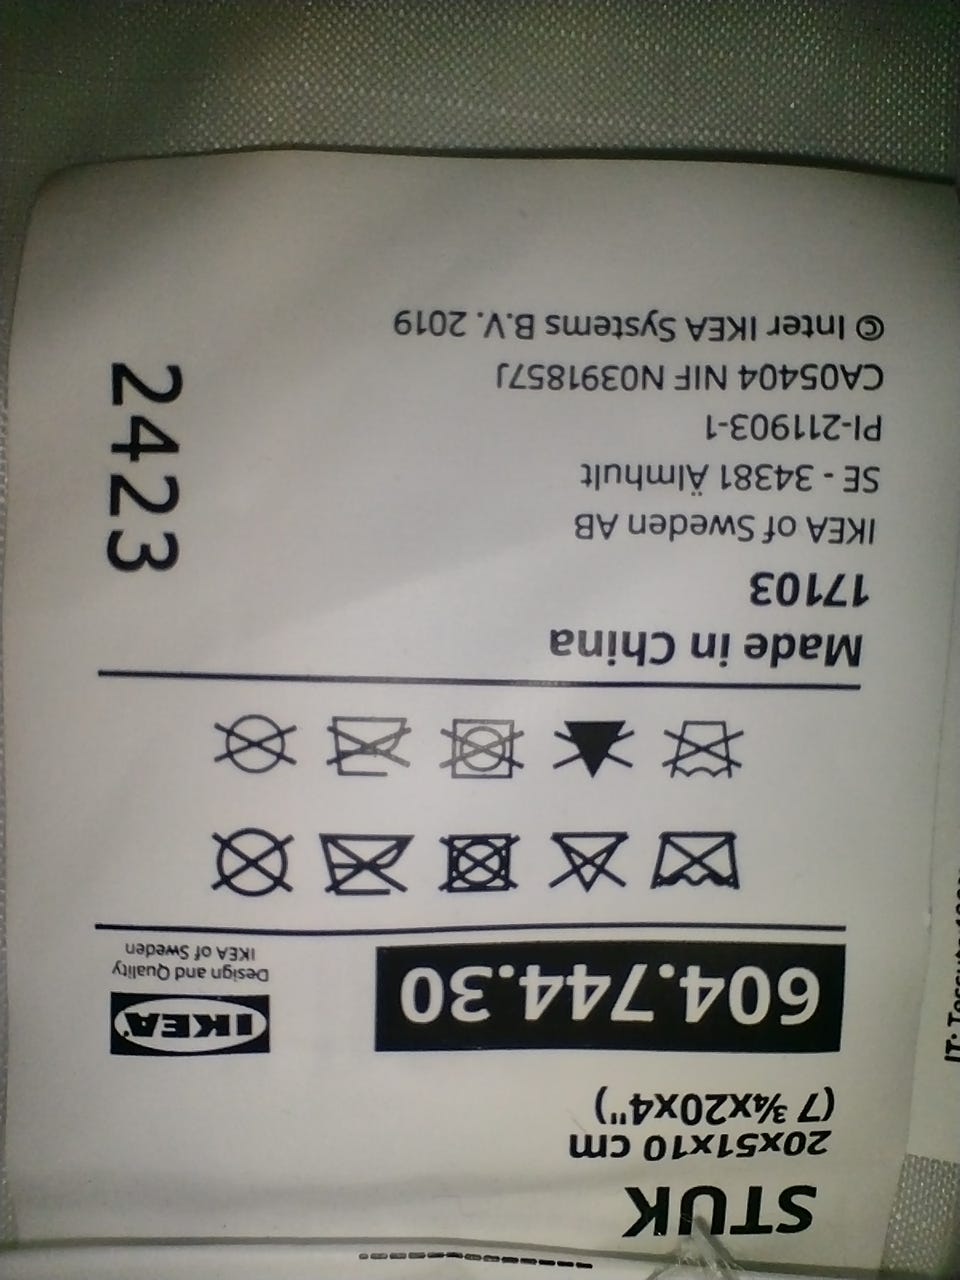 STUK
20x51x10 cm
(7 ¾x20x4")
604.744.30
IKEA
Design and Quality
IKEA of Sweden
Made in China
17103
IKEA of Sweden AB
SE - 34381 Älmhult
PI-211903-1
CA05404 NIF N0391857J
© Inter IKEA Systems B.V. 2019
2423
IT: